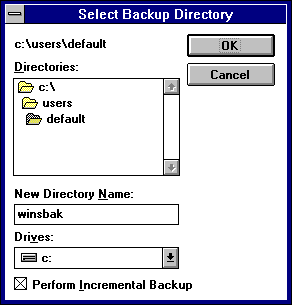 Select Backup Directory
c:\users\default
OK
Cancel
Directories:
c:\
users
default
New Directory Name:
winsbak
Drives:
c:
Perform Incremental Backup